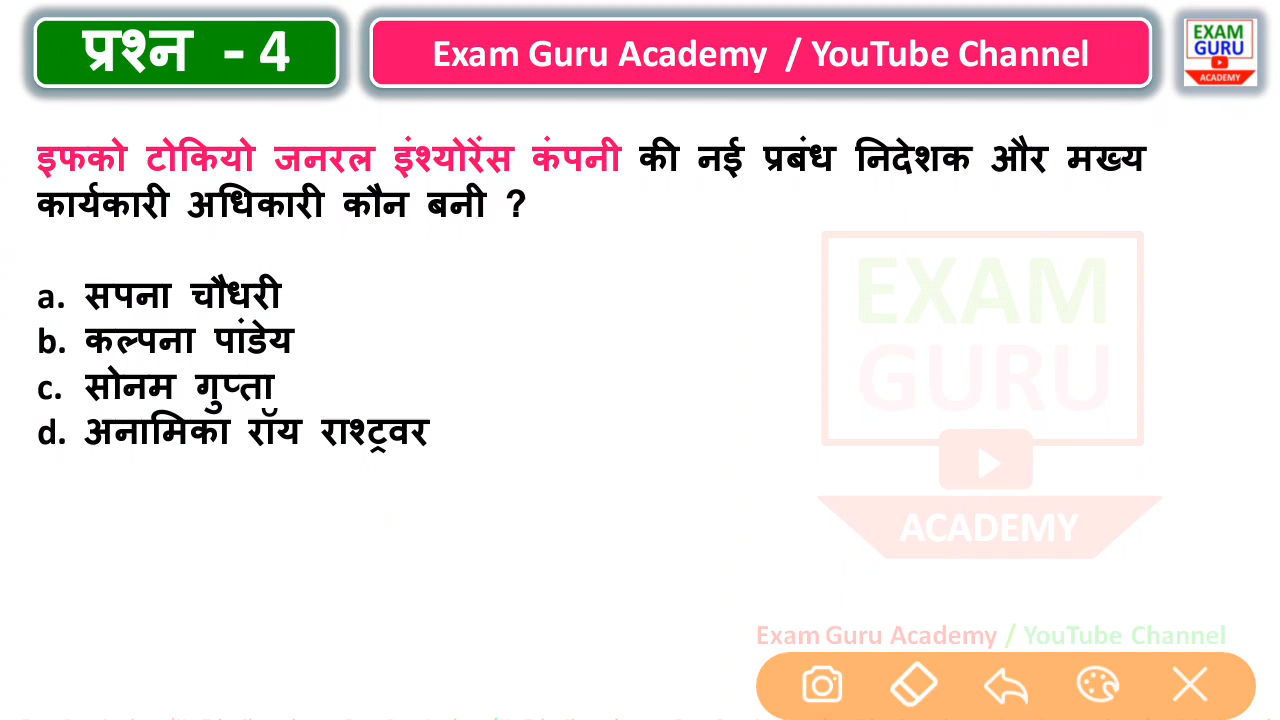 प्रश्न - 4
Exam Guru Academy / YouTube Channel
EXAM
GURU
ACADEMY
इफको टोकियो जनरल इंश्योरेंस कंपनी की नई प्रबंध निदेशक और मख्य
कार्यकारी अधिकारी कौन बनी ?
a. सपना चौधरी
b. कल्पना पांडेय
c. सोनम गुप्ता
d. अनामिका रॉय राश्ट्रवर
EXAM
GURU
ACADEMY
Exam Guru Academy / YouTube Channel